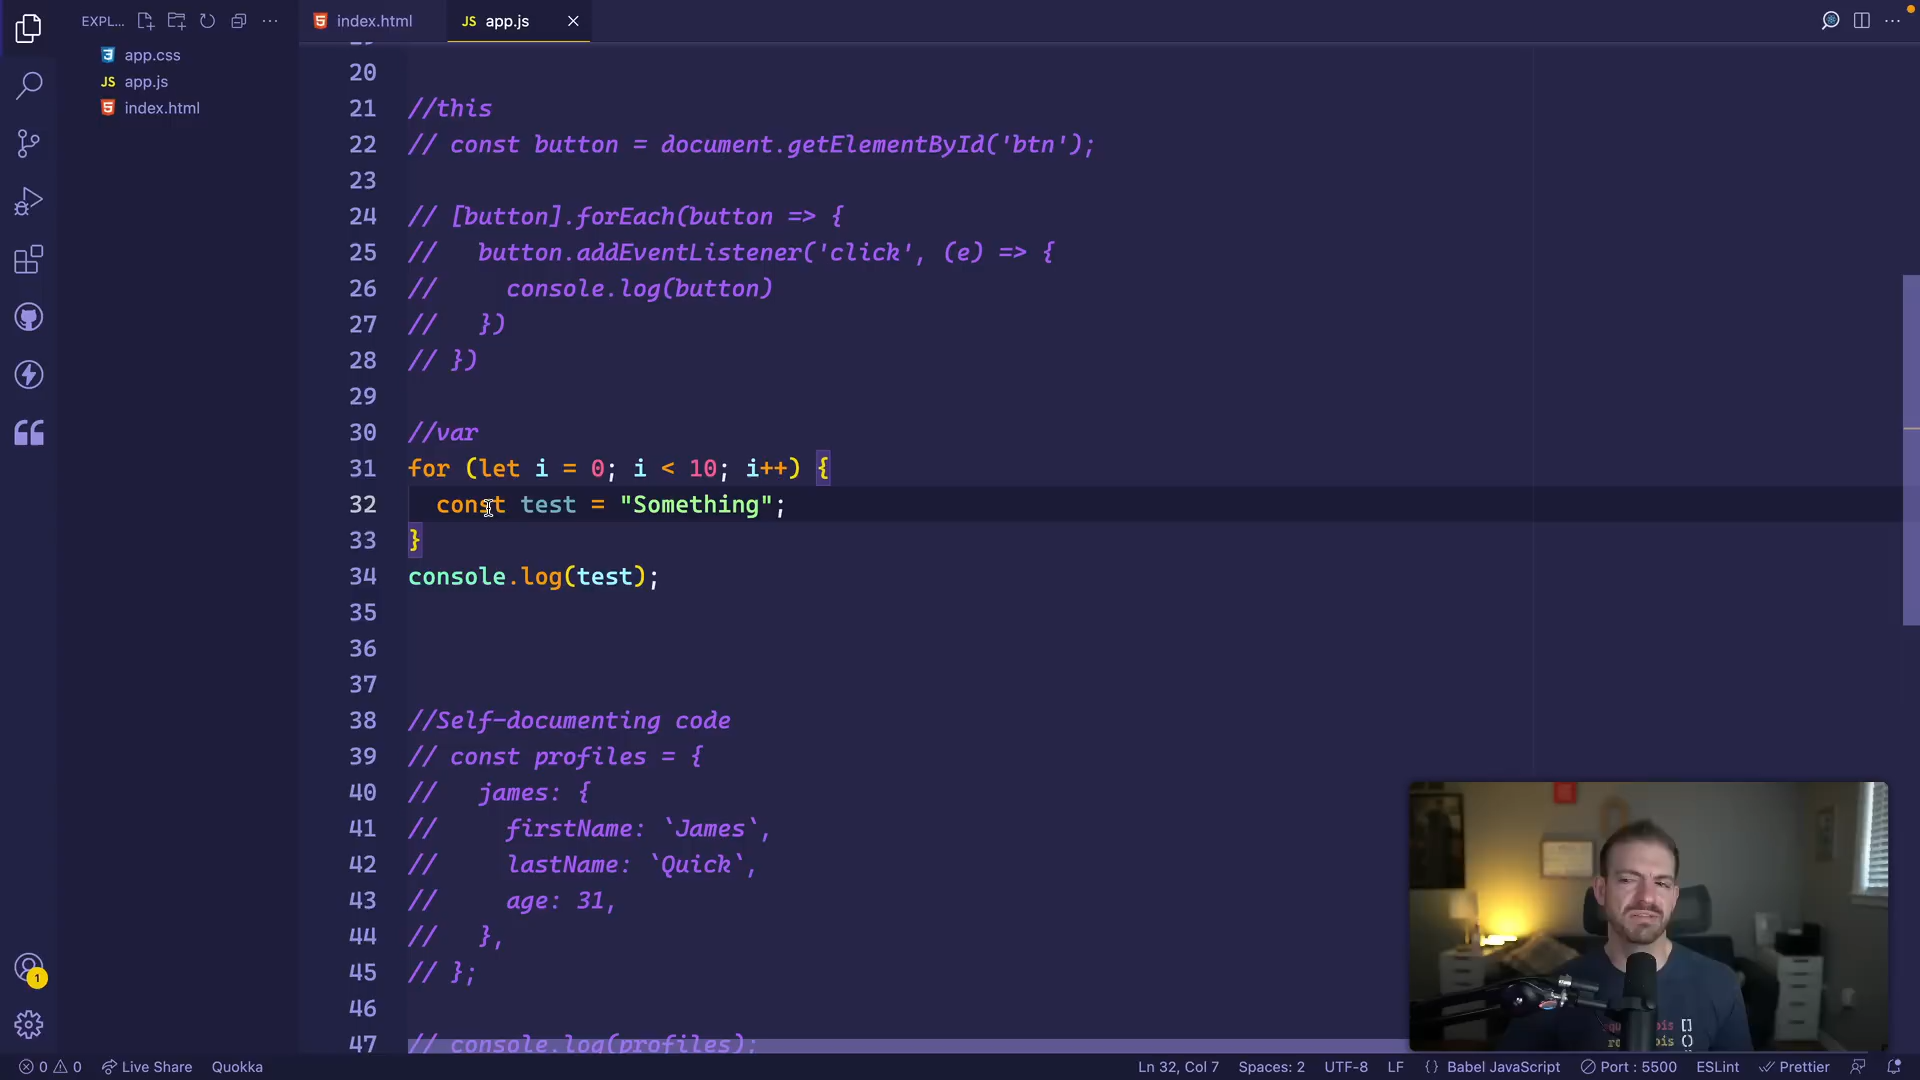 EXPL...
index.html
JS app.js
app.css
JS app.js
index.html
20
21 //this
22 // const button = document.getElementById('btn');
23
24 // [button].forEach(button => {
25 //   button.addEventListener('click', (e) => {
26 //     console.log(button)
27 //   })
28 // })
29
30 //var
31 for (let i = 0; i < 10; i++) {
32   const test = "Something";
33 }
34 console.log(test);
35
36
37
38 //Self-documenting code
39 // const profiles = {
40 //   james: {
41 //     firstName: `James`,
42 //     lastName: `Quick`,
43 //     age: 31,
44 //   },
45 // };
46
47 // console.log(profiles);
1
0 0 Live Share Quokka Ln 32, Col 7 Spaces: 2 UTF-8 LF {} Babel JavaScript Port : 5500 ESLint Prettier